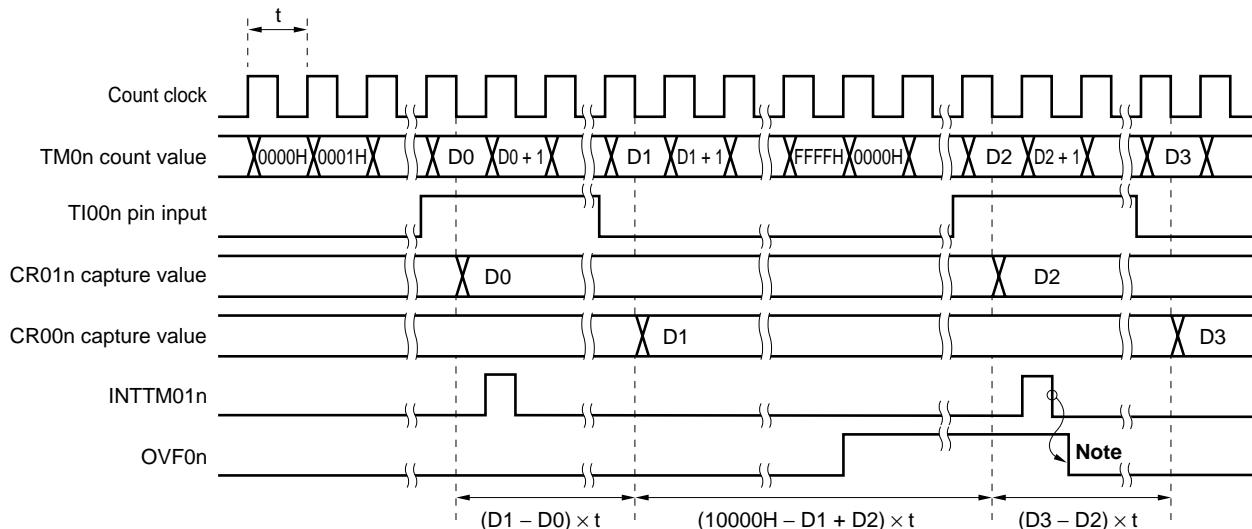 t
Count clock
TM0n count value 0000H 0001H D0 D0 + 1 D1 D1 + 1 FFFFH 0000H D2 D2 + 1 D3
TI00n pin input
CR01n capture value D0 D2
CR00n capture value D1 D3
INTTM01n
OVF0n Note
(D1 − D0) × t (10000H − D1 + D2) × t (D3 − D2) × t